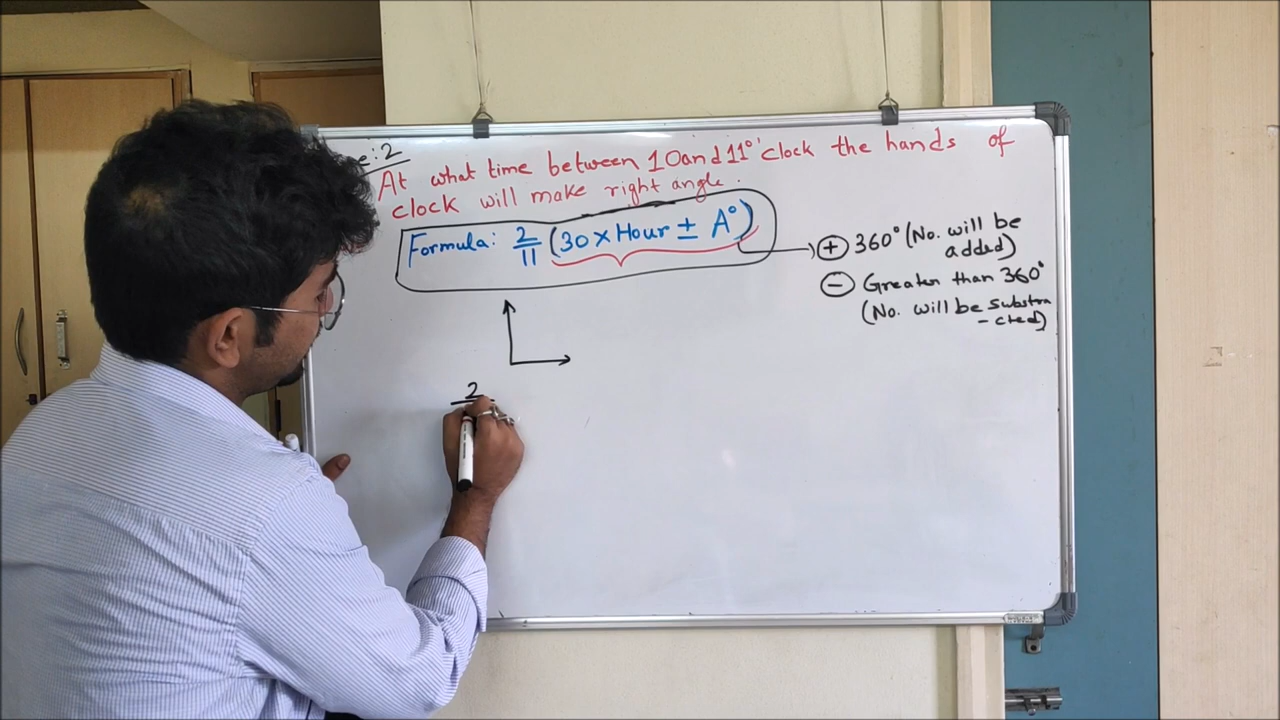 e:2
At what time between 10 and 11 o'clock the hands of
clock will make right angle.
Formula: 2/11 (30 × Hour ± A°)
+ 360° (No. will be
added)
- Greater than 360°
(No. will be substra
-cted)
2